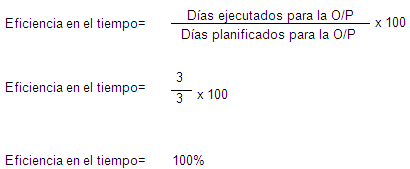 Eficiencia en el tiempo= Días ejecutados para la O/P x 100
Días planificados para la O/P
Eficiencia en el tiempo= 3 x 100
3
Eficiencia en el tiempo= 100%